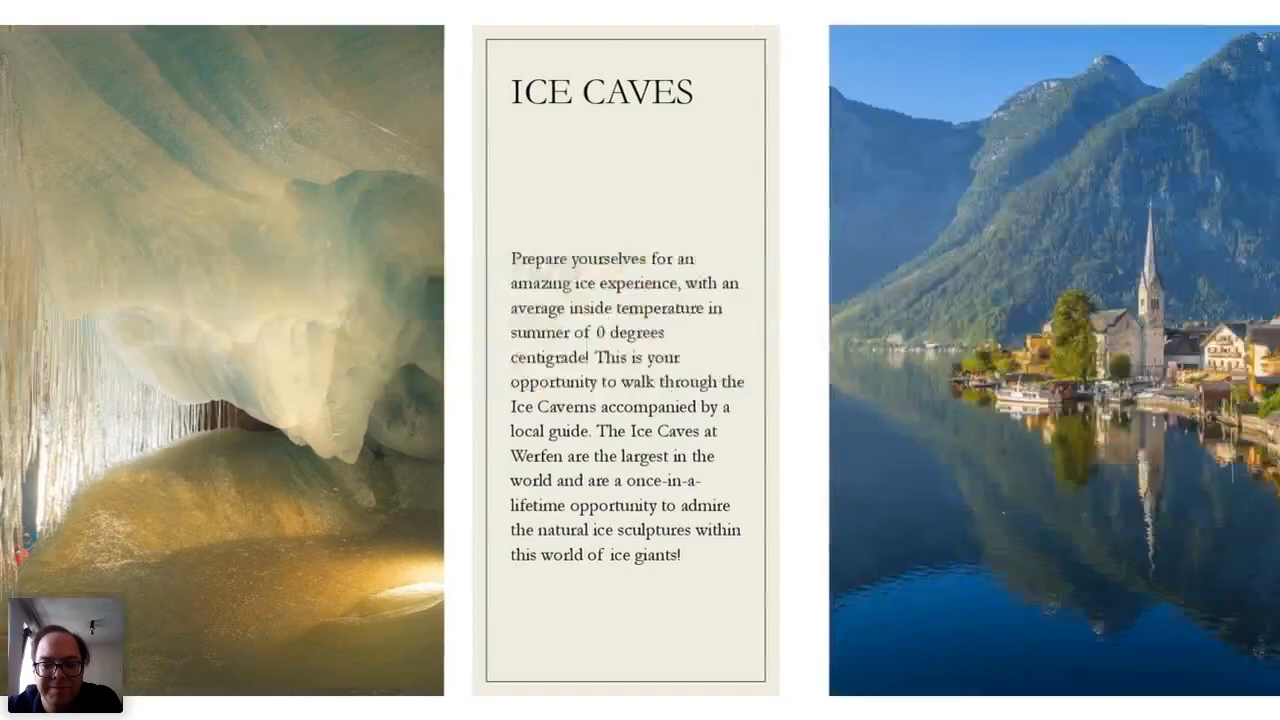 ICE CAVES
Prepare yourselves for an
amazing ice experience, with an
average inside temperature in
summer of 0 degrees
centigrade! This is your
opportunity to walk through the
Ice Caverns accompanied by a
local guide. The Ice Caves at
Werfen are the largest in the
world and are a once-in-a-
lifetime opportunity to admire
the natural ice sculptures within
this world of ice giants!